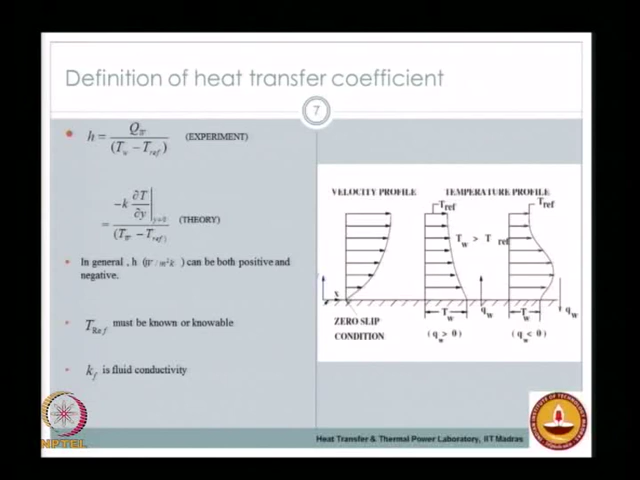 Definition of heat transfer coefficient
7
h = Q_W / (T_w − T_ref) (EXPERIMENT)
= −k ∂T/∂y |_{y=0} / (T_W − T_ref) (THEORY)
In general , h (W / m²k ) can be both positive and
negative.
T_Ref must be known or knowable
k_f is fluid conductivity
VELOCITY PROFILE TEMPERATURE PROFILE
T_ref T_ref
T_w > T_ref
x
T_w q_w T_w q_w
ZERO SLIP
CONDITION
(q_w > 0) (q_w < 0)
NPTEL
Heat Transfer & Thermal Power Laboratory, IIT Madras